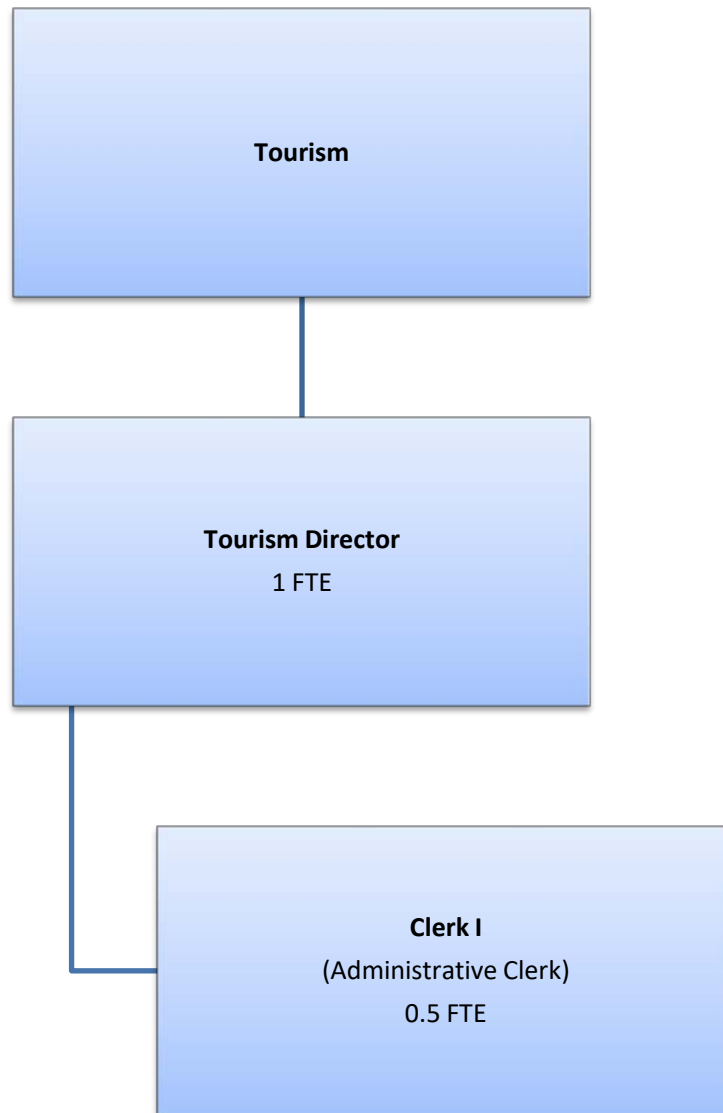 Tourism
Tourism Director
1 FTE
Clerk I
(Administrative Clerk)
0.5 FTE